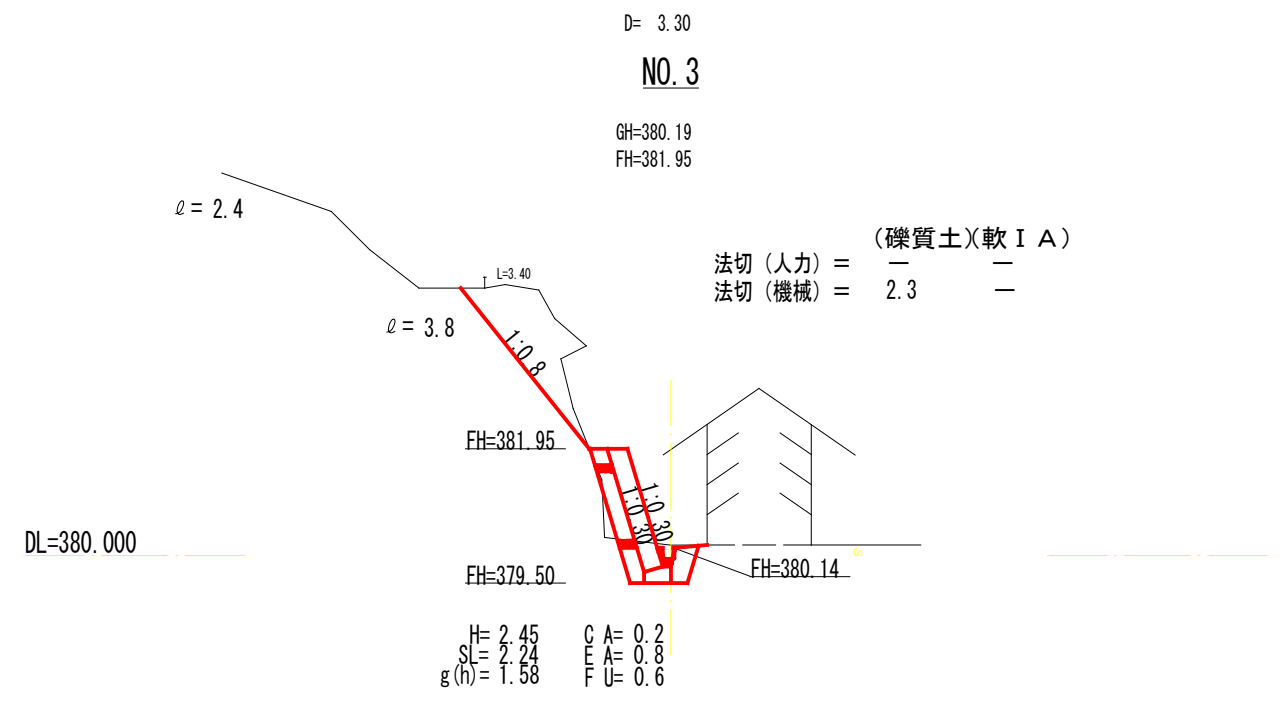 D= 3.30
NO.3
GH=380.19
FH=381.95
ℓ= 2.4
(礫質土)(軟ⅠA)
法切(人力)= ― ―
法切(機械)= 2.3 ―
L=3.40
ℓ= 3.8
1:0.8
FH=381.95
1:0.30
1:0.30
DL=380.000
FH=379.50
FH=380.14
H= 2.45 C A= 0.2
SL= 2.24 E A= 0.8
g(h)= 1.58 F U= 0.6